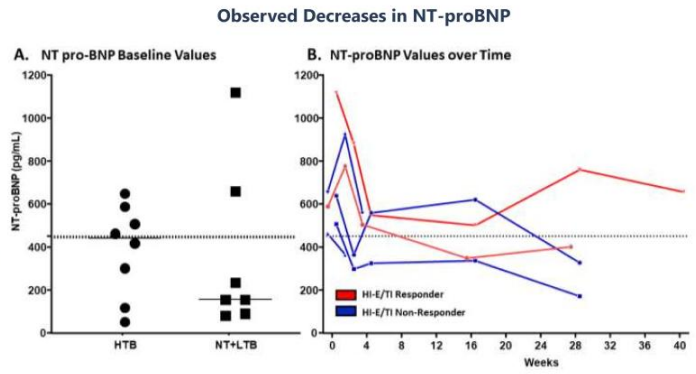 Observed Decreases in NT-proBNP
A. NT pro-BNP Baseline Values
NT-proBNP (pg/mL)
1200
1000
800
600
400
200
0
HTB NT+LTB
B. NT-proBNP Values over Time
1200
1000
800
600
400
200
0
HI-E/TI Responder
HI-E/TI Non-Responder
0 4 8 12 16 20 24 28 32 36 40
Weeks